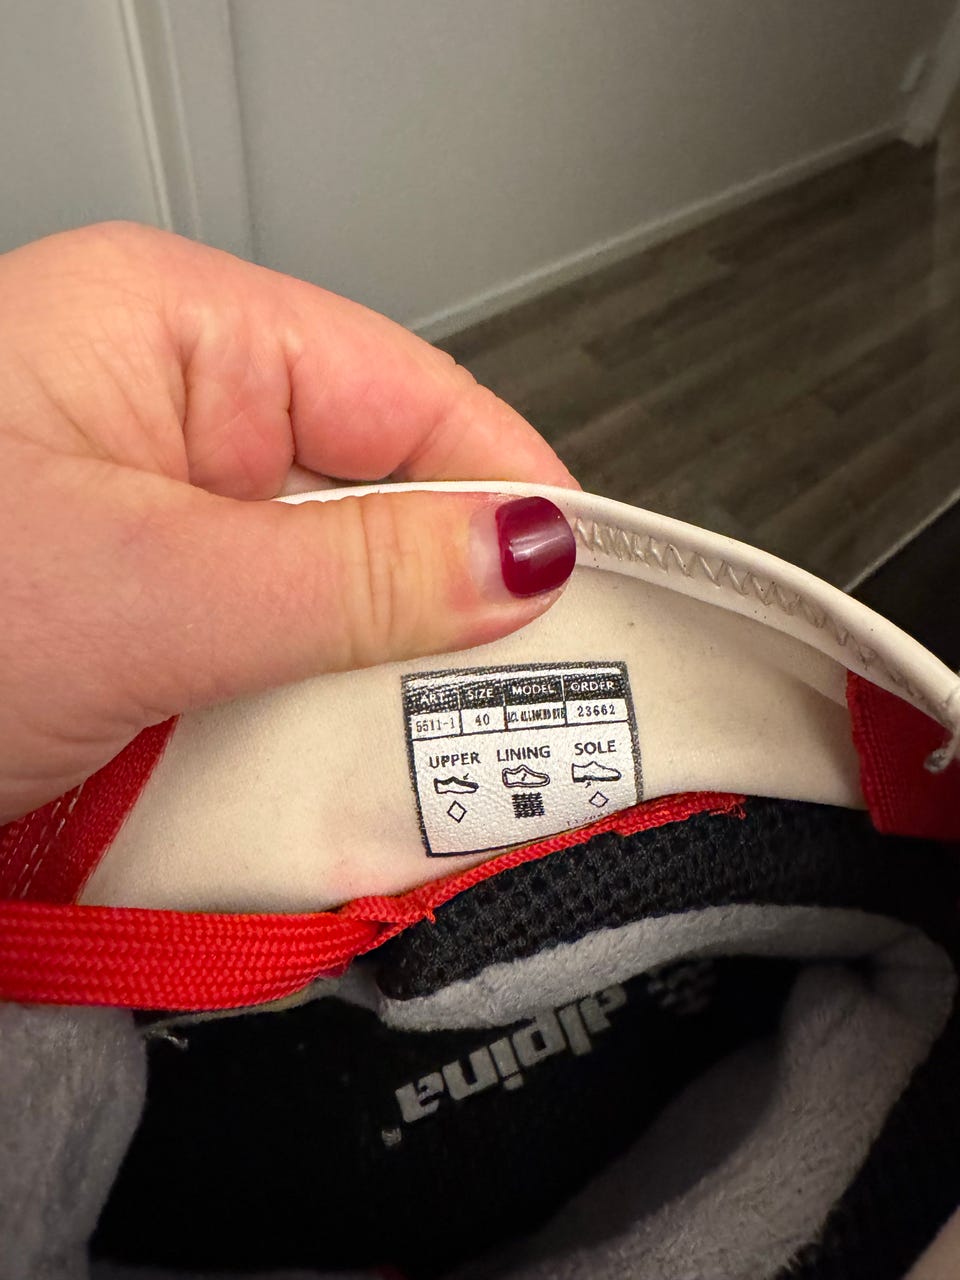 ART. SIZE MODEL ORDER
5511-1 40 23662
UPPER LINING SOLE
alpina